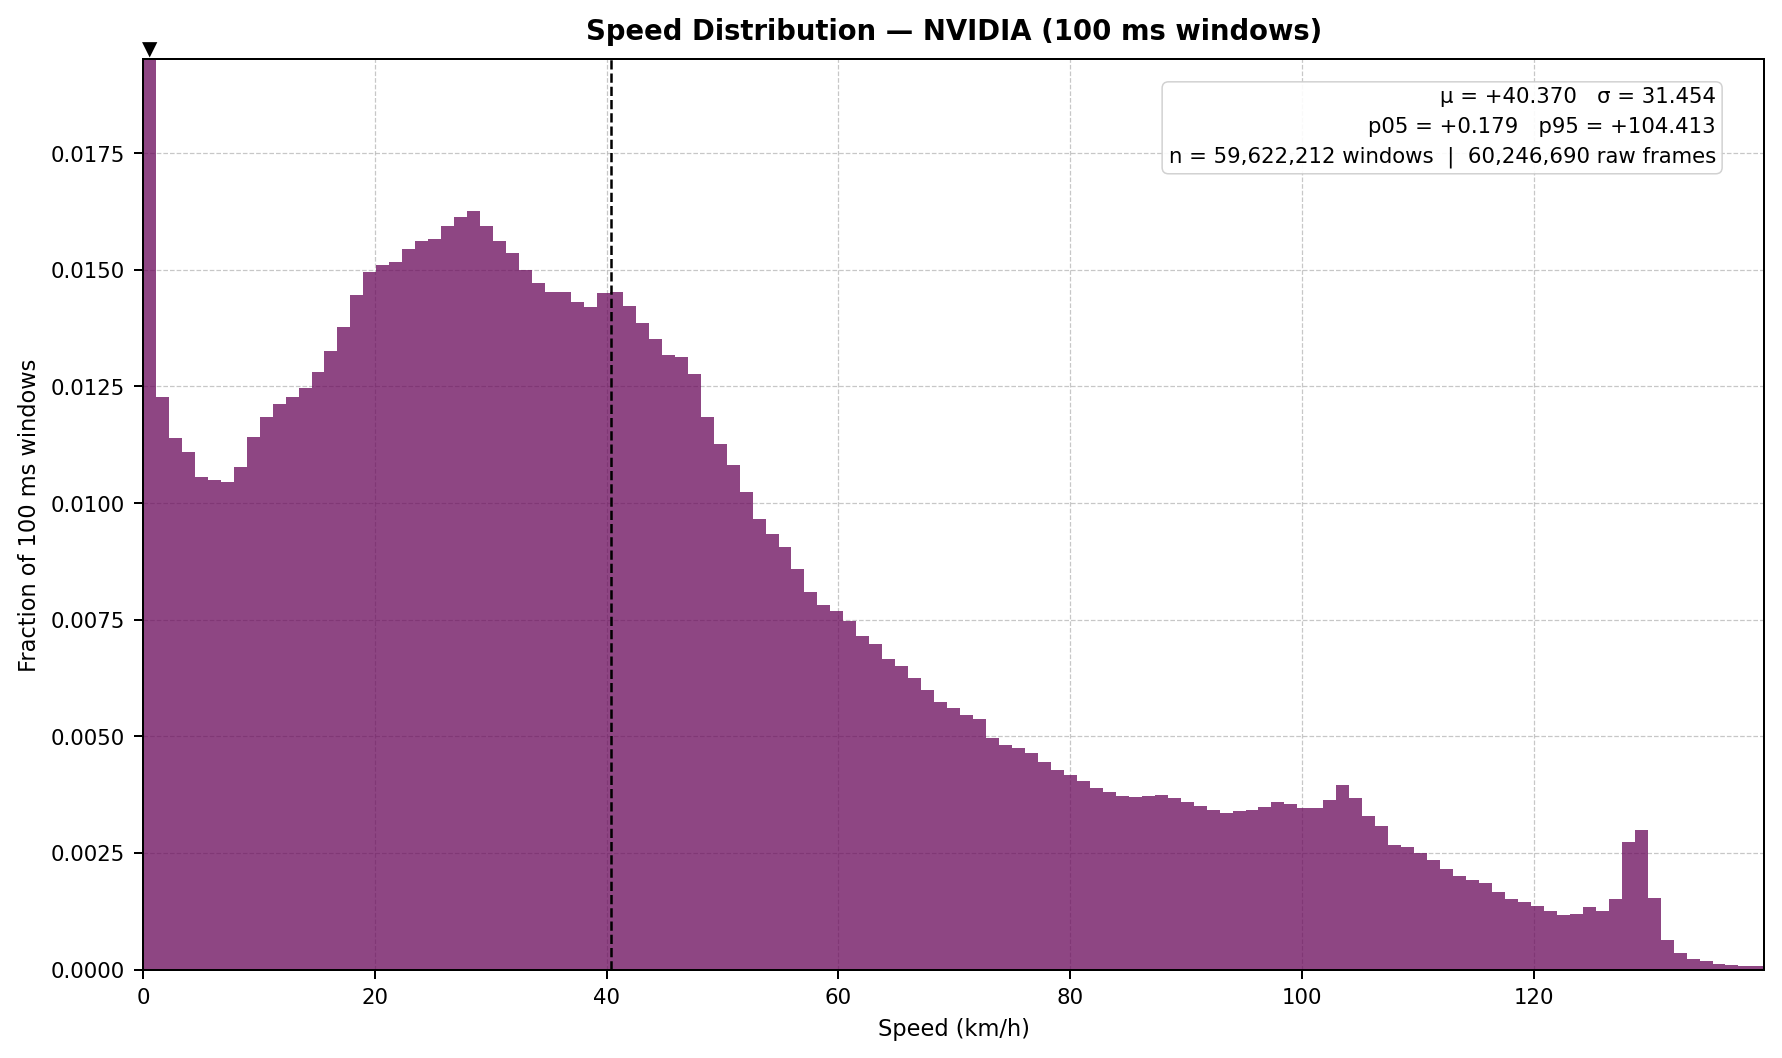 Speed Distribution — NVIDIA (100 ms windows)
▼
μ = +40.370   σ = 31.454
p05 = +0.179   p95 = +104.413
n = 59,622,212 windows  |  60,246,690 raw frames
0.0175
0.0150
0.0125
0.0100
0.0075
0.0050
0.0025
0.0000
Fraction of 100 ms windows
0 20 40 60 80 100 120
Speed (km/h)